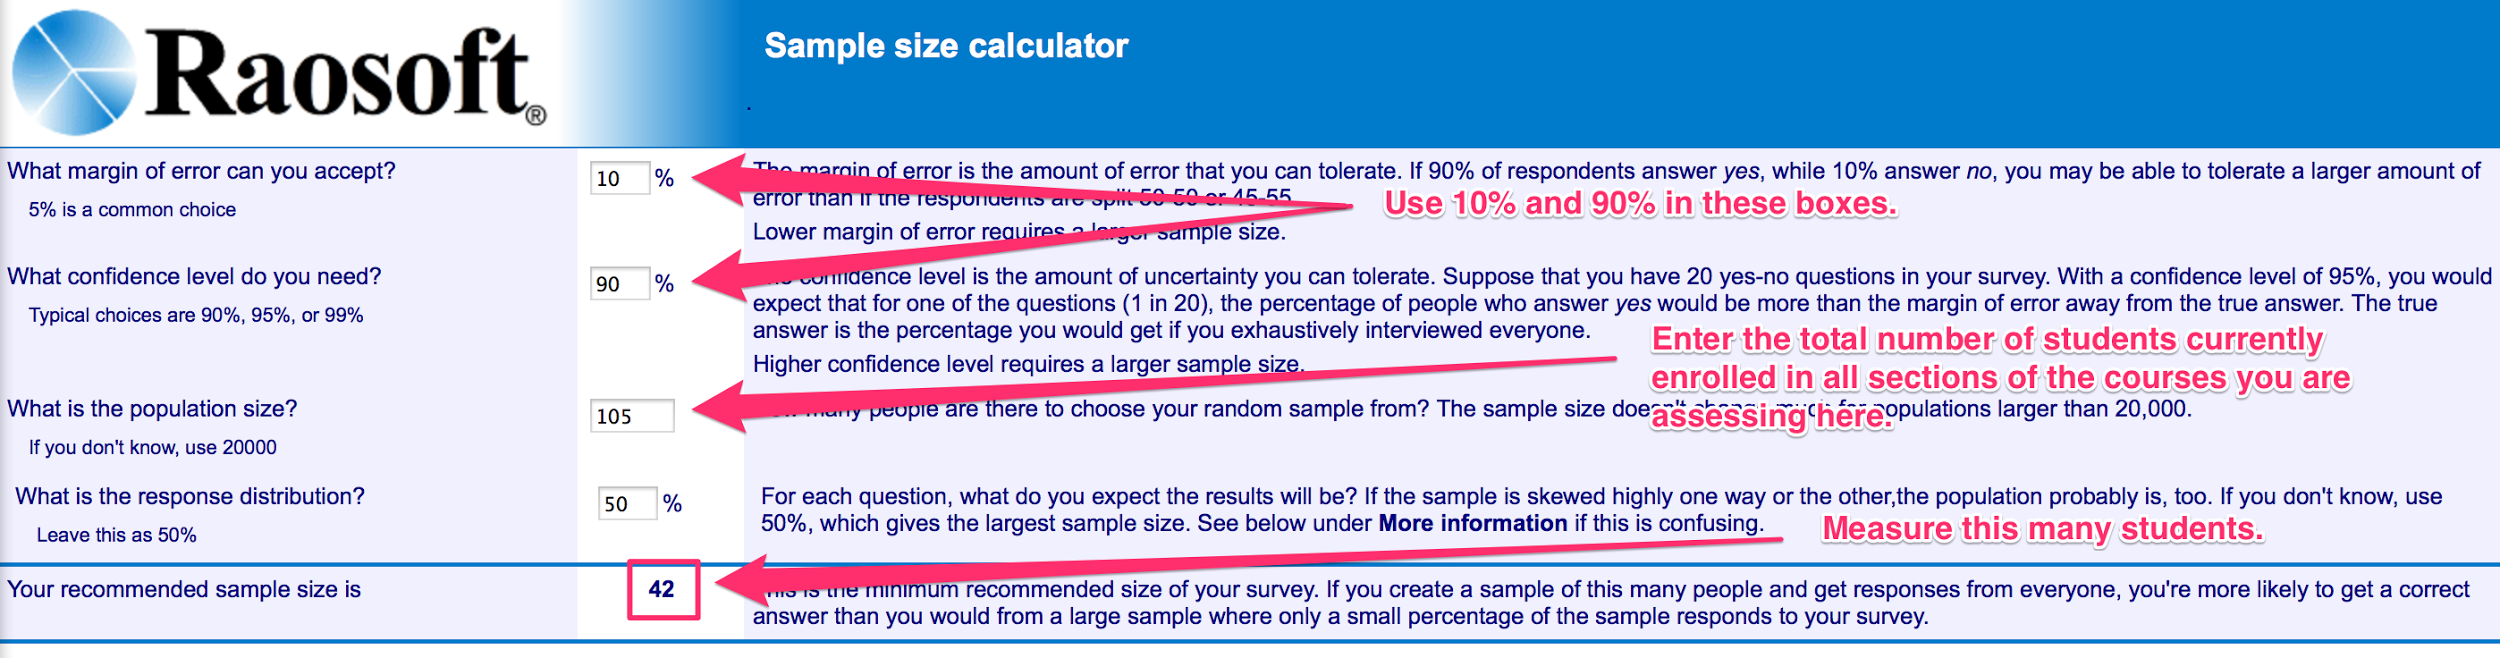 Raosoft®
Sample size calculator
.
What margin of error can you accept?
5% is a common choice
10 %
The margin of error is the amount of error that you can tolerate. If 90% of respondents answer yes, while 10% answer no, you may be able to tolerate a larger amount of
error than if the respondents are split 50-50 or 45-55.
Lower margin of error requires a larger sample size.
Use 10% and 90% in these boxes.
What confidence level do you need?
Typical choices are 90%, 95%, or 99%
90 %
confidence level is the amount of uncertainty you can tolerate. Suppose that you have 20 yes-no questions in your survey. With a confidence level of 95%, you would
expect that for one of the questions (1 in 20), the percentage of people who answer yes would be more than the margin of error away from the true answer. The true
answer is the percentage you would get if you exhaustively interviewed everyone.
Higher confidence level requires a larger sample size.
Enter the total number of students currently
enrolled in all sections of the courses you are
assessing here.
What is the population size?
If you don't know, use 20000
105
many people are there to choose your random sample from? The sample size doesn't change much for populations larger than 20,000.
What is the response distribution?
Leave this as 50%
50 %
For each question, what do you expect the results will be? If the sample is skewed highly one way or the other,the population probably is, too. If you don't know, use
50%, which gives the largest sample size. See below under More information if this is confusing.
Measure this many students.
Your recommended sample size is
42
This is the minimum recommended size of your survey. If you create a sample of this many people and get responses from everyone, you're more likely to get a correct
answer than you would from a large sample where only a small percentage of the sample responds to your survey.